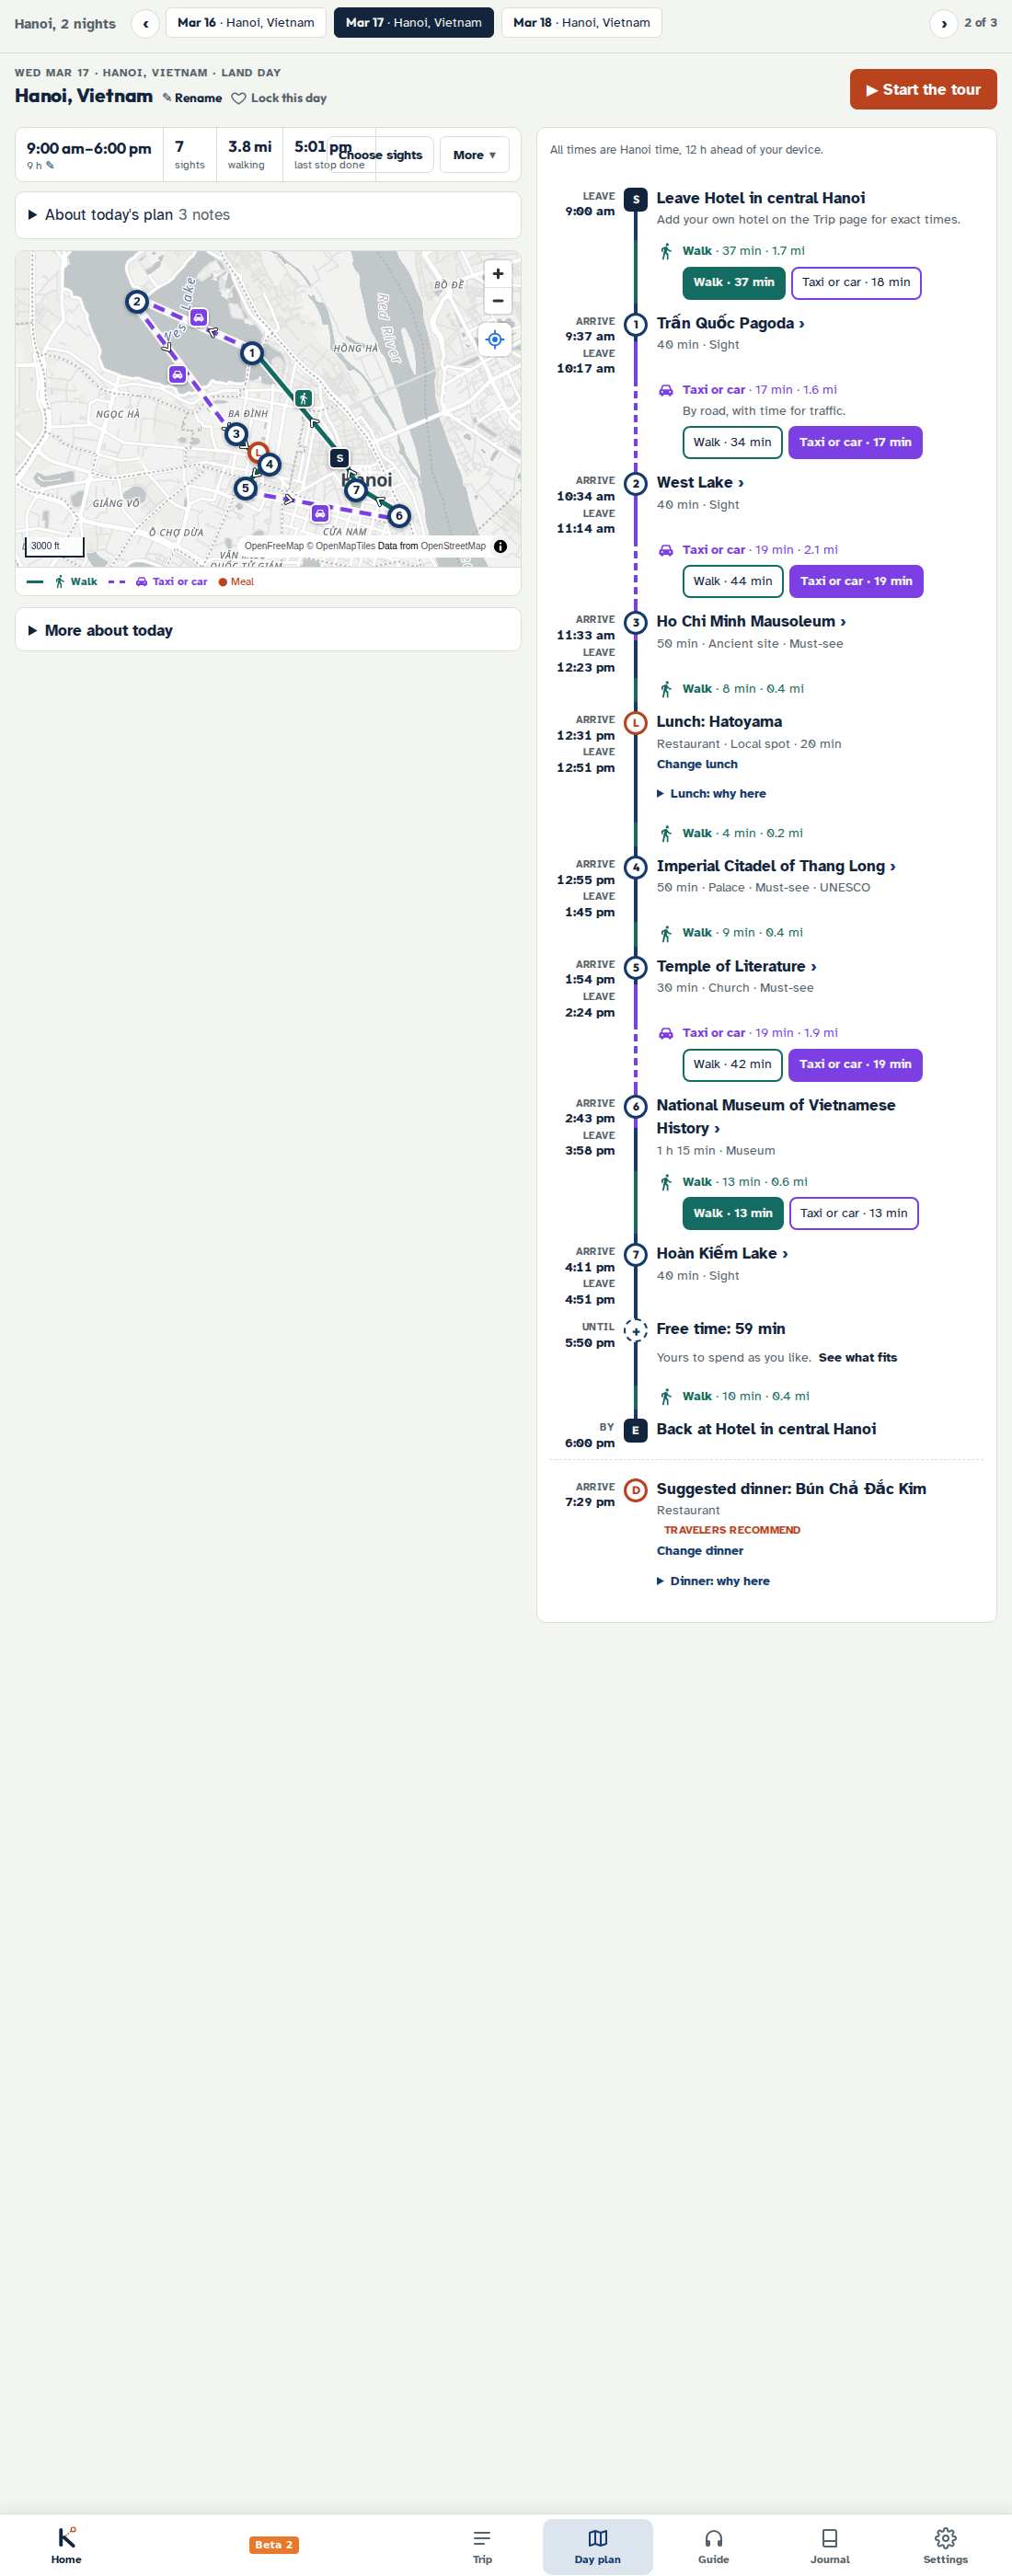 Hanoi, 2 nights
‹
Mar 16 · Hanoi, Vietnam
Mar 17 · Hanoi, Vietnam
Mar 18 · Hanoi, Vietnam
›
2 of 3
WED MAR 17 · HANOI, VIETNAM · LAND DAY
Hanoi, Vietnam ✎ Rename Lock this day
▶ Start the tour
9:00 am–6:00 pm
9 h ✎
7
sights
3.8 mi
walking
5:01 pm
last stop done
Choose sights
More ▾
▶ About today's plan 3 notes
Lake
Red River
BỒ ĐỀ
HỒNG HÀ
NGỌC HÀ
BA ĐÌNH
GIẢNG VÕ
Ô CHỢ DỪA
CỬA NAM
VĂN MIẾU
QUỐC TỬ GIÁM
Hanoi
1
2
3
L
4
5
S
7
6
+
−
3000 ft
OpenFreeMap © OpenMapTiles Data from OpenStreetMap
Walk
Taxi or car
Meal
▶ More about today
All times are Hanoi time, 12 h ahead of your device.
LEAVE
9:00 am
S
Leave Hotel in central Hanoi
Add your own hotel on the Trip page for exact times.
Walk · 37 min · 1.7 mi
Walk · 37 min
Taxi or car · 18 min
ARRIVE
9:37 am
LEAVE
10:17 am
1
Trấn Quốc Pagoda ›
40 min · Sight
Taxi or car · 17 min · 1.6 mi
By road, with time for traffic.
Walk · 34 min
Taxi or car · 17 min
ARRIVE
10:34 am
LEAVE
11:14 am
2
West Lake ›
40 min · Sight
Taxi or car · 19 min · 2.1 mi
Walk · 44 min
Taxi or car · 19 min
ARRIVE
11:33 am
LEAVE
12:23 pm
3
Ho Chi Minh Mausoleum ›
50 min · Ancient site · Must-see
Walk · 8 min · 0.4 mi
ARRIVE
12:31 pm
LEAVE
12:51 pm
L
Lunch: Hatoyama
Restaurant · Local spot · 20 min
Change lunch
▶ Lunch: why here
Walk · 4 min · 0.2 mi
ARRIVE
12:55 pm
LEAVE
1:45 pm
4
Imperial Citadel of Thang Long ›
50 min · Palace · Must-see · UNESCO
Walk · 9 min · 0.4 mi
ARRIVE
1:54 pm
LEAVE
2:24 pm
5
Temple of Literature ›
30 min · Church · Must-see
Taxi or car · 19 min · 1.9 mi
Walk · 42 min
Taxi or car · 19 min
ARRIVE
2:43 pm
LEAVE
3:58 pm
6
National Museum of Vietnamese
History ›
1 h 15 min · Museum
Walk · 13 min · 0.6 mi
Walk · 13 min
Taxi or car · 13 min
ARRIVE
4:11 pm
LEAVE
4:51 pm
7
Hoàn Kiếm Lake ›
40 min · Sight
UNTIL
5:50 pm
+
Free time: 59 min
Yours to spend as you like. See what fits
Walk · 10 min · 0.4 mi
BY
6:00 pm
E
Back at Hotel in central Hanoi
ARRIVE
7:29 pm
D
Suggested dinner: Bún Chả Đắc Kim
Restaurant
TRAVELERS RECOMMEND
Change dinner
▶ Dinner: why here
Home
Beta 2
Trip
Day plan
Guide
Journal
Settings